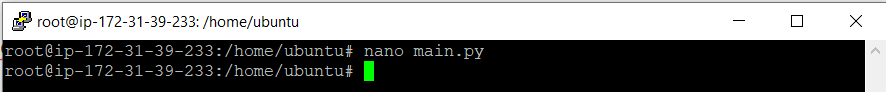 root@ip-172-31-39-233: /home/ubuntu
root@ip-172-31-39-233:/home/ubuntu# nano main.py
root@ip-172-31-39-233:/home/ubuntu#